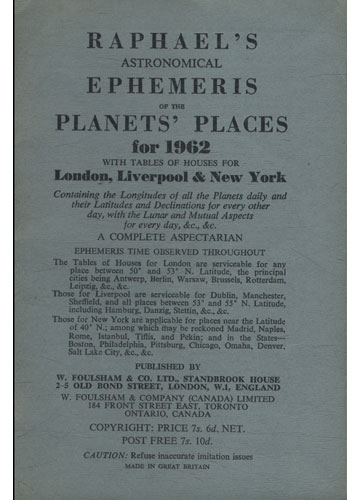 RAPHAEL'S
ASTRONOMICAL
EPHEMERIS
OF THE
PLANETS' PLACES
for 1962
WITH TABLES OF HOUSES FOR
London, Liverpool & New York
Containing the Longitudes of all the Planets daily and
their Latitudes and Declinations for every other
day, with the Lunar and Mutual Aspects
for every day, &c., &c.
A COMPLETE ASPECTARIAN
EPHEMERIS TIME OBSERVED THROUGHOUT
The Tables of Houses for London are serviceable for any
place between 50° and 53° N. Latitude, the principal
cities being Antwerp, Berlin, Warsaw, Brussels, Rotterdam,
Leipzig, &c., &c.
Those for Liverpool are serviceable for Dublin, Manchester,
Sheffield, and all places between 53° and 55° N. Latitude,
including Hamburg, Danzig, Stettin, &c., &c.
Those for New York are applicable for places near the Latitude
of 40° N.; among which may be reckoned Madrid, Naples,
Rome, Istanbul, Tiflis, and Pekin; and in the States—
Boston, Philadelphia, Pittsburg, Chicago, Omaha, Denver,
Salt Lake City, &c., &c.
PUBLISHED BY
W. FOULSHAM & CO. LTD., STANDBROOK HOUSE
2-5 OLD BOND STREET, LONDON, W.1, ENGLAND
W. FOULSHAM & COMPANY (CANADA) LIMITED
184 FRONT STREET EAST, TORONTO
ONTARIO, CANADA
COPYRIGHT: PRICE 7s. 6d. NET.
POST FREE 7s. 10d.
CAUTION: Refuse inaccurate imitation issues
MADE IN GREAT BRITAIN